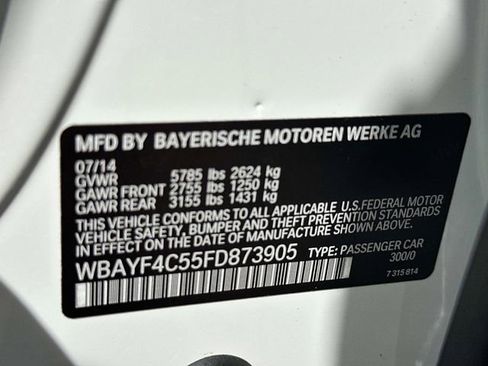 MFD BY BAYERISCHE MOTOREN WERKE AG
07/14
GVWR 5785 lbs 2624 kg
GAWR FRONT 2755 lbs 1250 kg
GAWR REAR 3155 lbs 1431 kg
THIS VEHICLE CONFORMS TO ALL APPLICABLE U.S.FEDERAL MOTOR
VEHICLE SAFETY, BUMPER AND THEFT PREVENTION STANDARDS
IN EFFECT ON THE DATE OF MANUFACTURE SHOWN ABOVE.
WBAYF4C55FD873905 TYPE: PASSENGER CAR
300/0
7 315 814